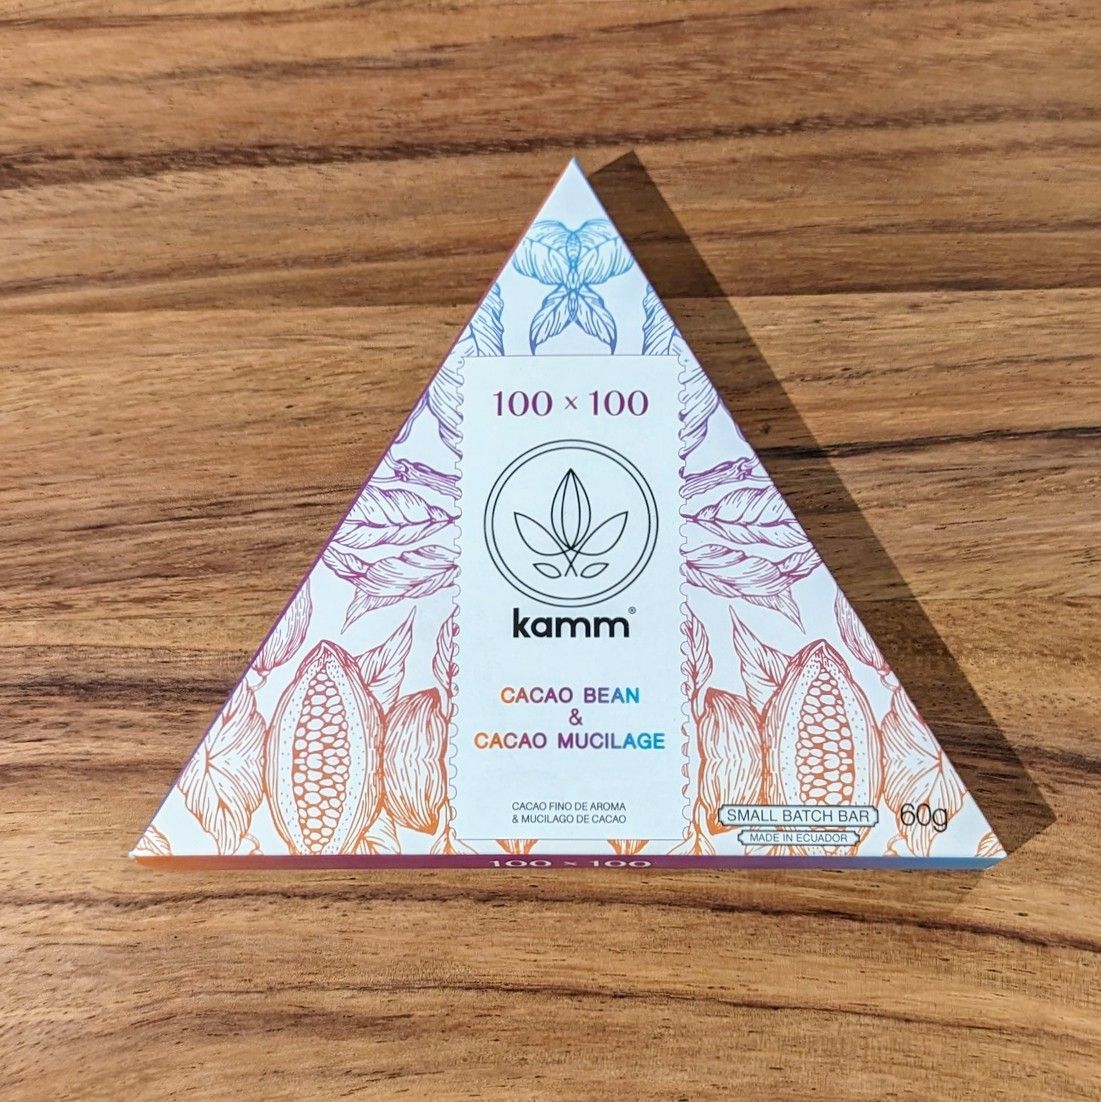 100 × 100
kamm®
CACAO BEAN
&
CACAO MUCILAGE
CACAO FINO DE AROMA
& MUCILAGO DE CACAO
SMALL BATCH BAR
60g
MADE IN ECUADOR
100 × 100